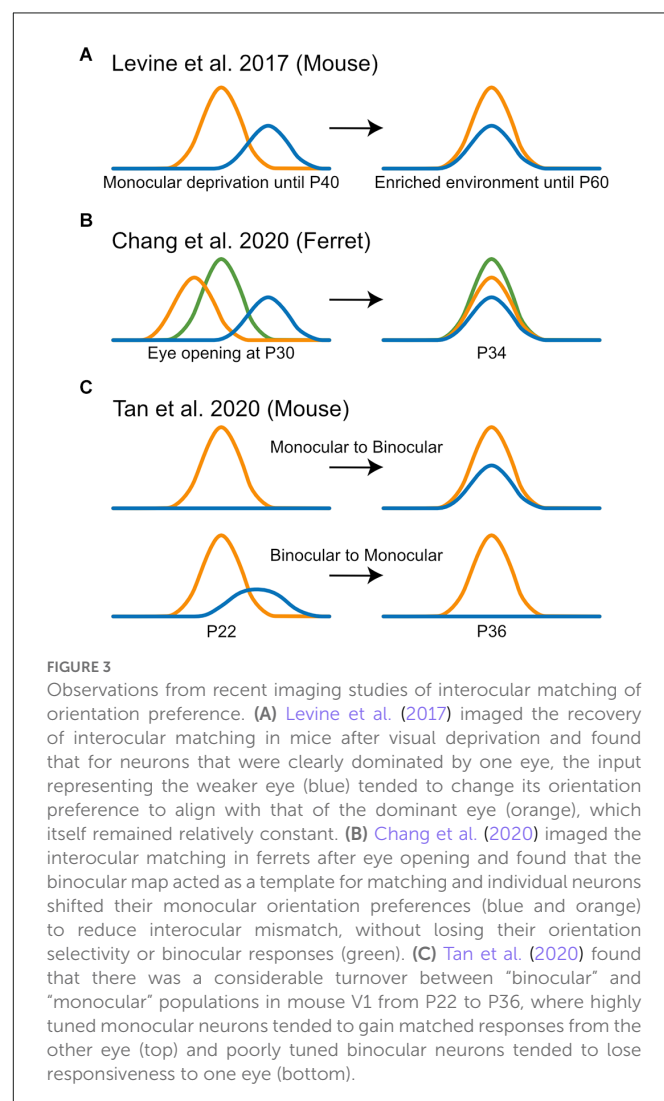 A
Levine et al. 2017 (Mouse)
Monocular deprivation until P40
Enriched environment until P60
B
Chang et al. 2020 (Ferret)
Eye opening at P30
P34
C
Tan et al. 2020 (Mouse)
Monocular to Binocular
Binocular to Monocular
P22
P36
FIGURE 3
Observations from recent imaging studies of interocular matching of
orientation preference. (A) Levine et al. (2017) imaged the recovery
of interocular matching in mice after visual deprivation and found
that for neurons that were clearly dominated by one eye, the input
representing the weaker eye (blue) tended to change its orientation
preference to align with that of the dominant eye (orange), which
itself remained relatively constant. (B) Chang et al. (2020) imaged the
interocular matching in ferrets after eye opening and found that the
binocular map acted as a template for matching and individual neurons
shifted their monocular orientation preferences (blue and orange)
to reduce interocular mismatch, without losing their orientation
selectivity or binocular responses (green). (C) Tan et al. (2020) found
that there was a considerable turnover between “binocular” and
“monocular” populations in mouse V1 from P22 to P36, where highly
tuned monocular neurons tended to gain matched responses from the
other eye (top) and poorly tuned binocular neurons tended to lose
responsiveness to one eye (bottom).